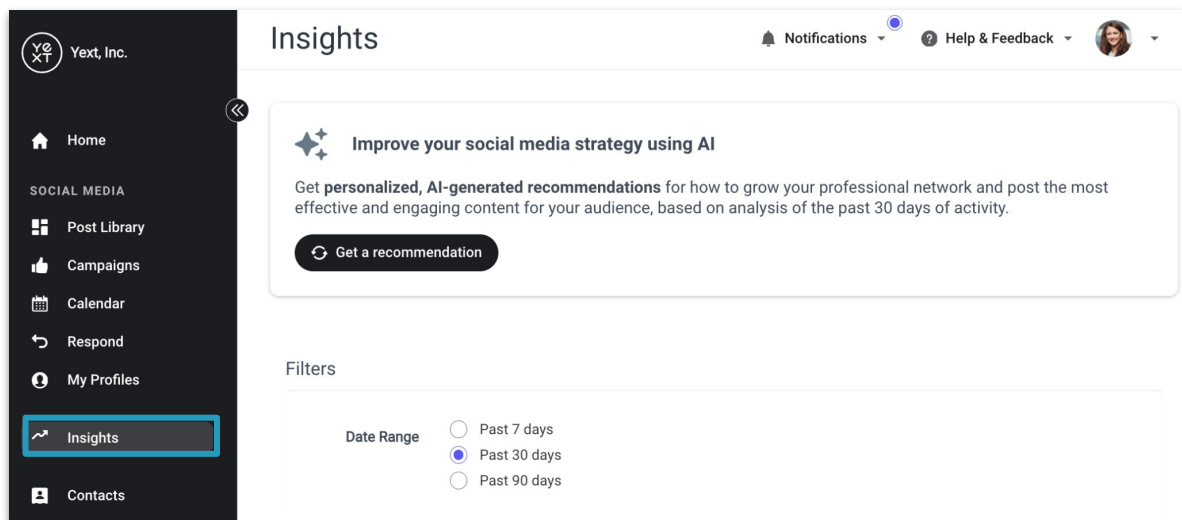 YEXT
Yext, Inc.
Home
SOCIAL MEDIA
Post Library
Campaigns
Calendar
Respond
My Profiles
Insights
Contacts
Insights
Notifications
Help & Feedback
Improve your social media strategy using AI
Get personalized, AI-generated recommendations for how to grow your professional network and post the most
effective and engaging content for your audience, based on analysis of the past 30 days of activity.
Get a recommendation
Filters
Date Range
Past 7 days
Past 30 days
Past 90 days